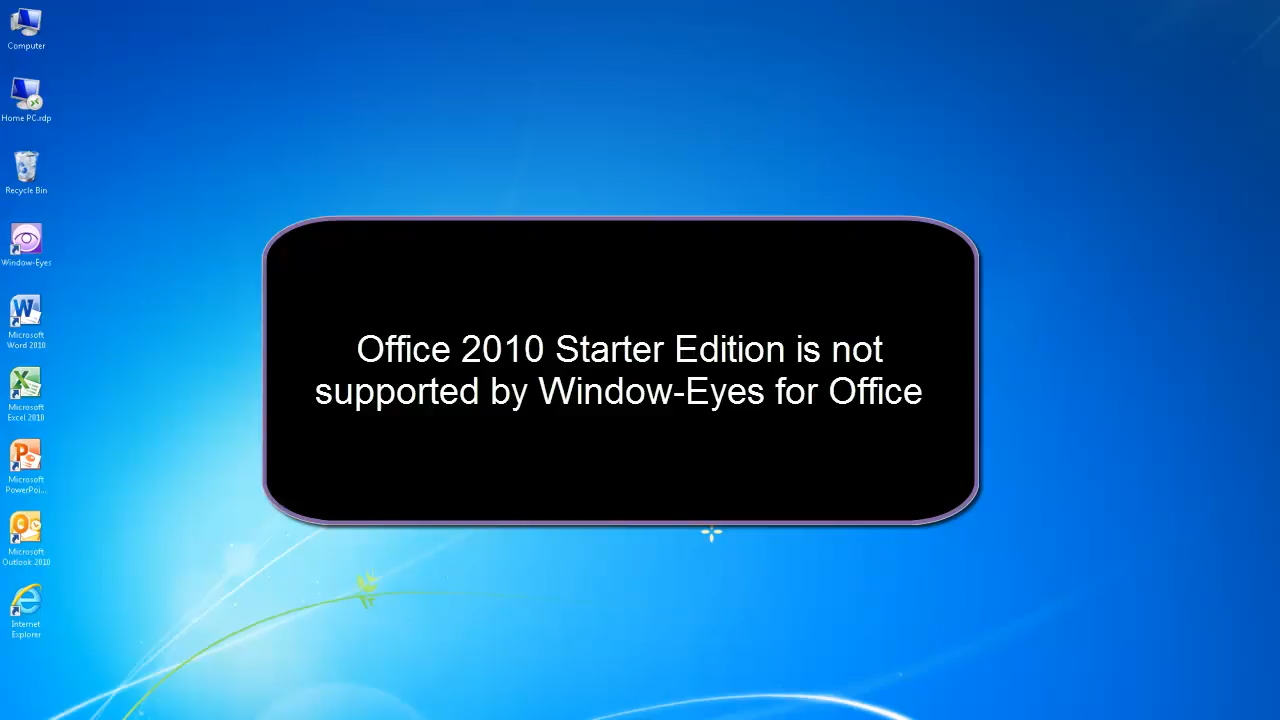 Computer
Home PC.rdp
Recycle Bin
Window-Eyes
Microsoft
Word 2010
Microsoft
Excel 2010
Microsoft
PowerPoi...
Microsoft
Outlook 2010
Internet
Explorer
Office 2010 Starter Edition is not
supported by Window-Eyes for Office